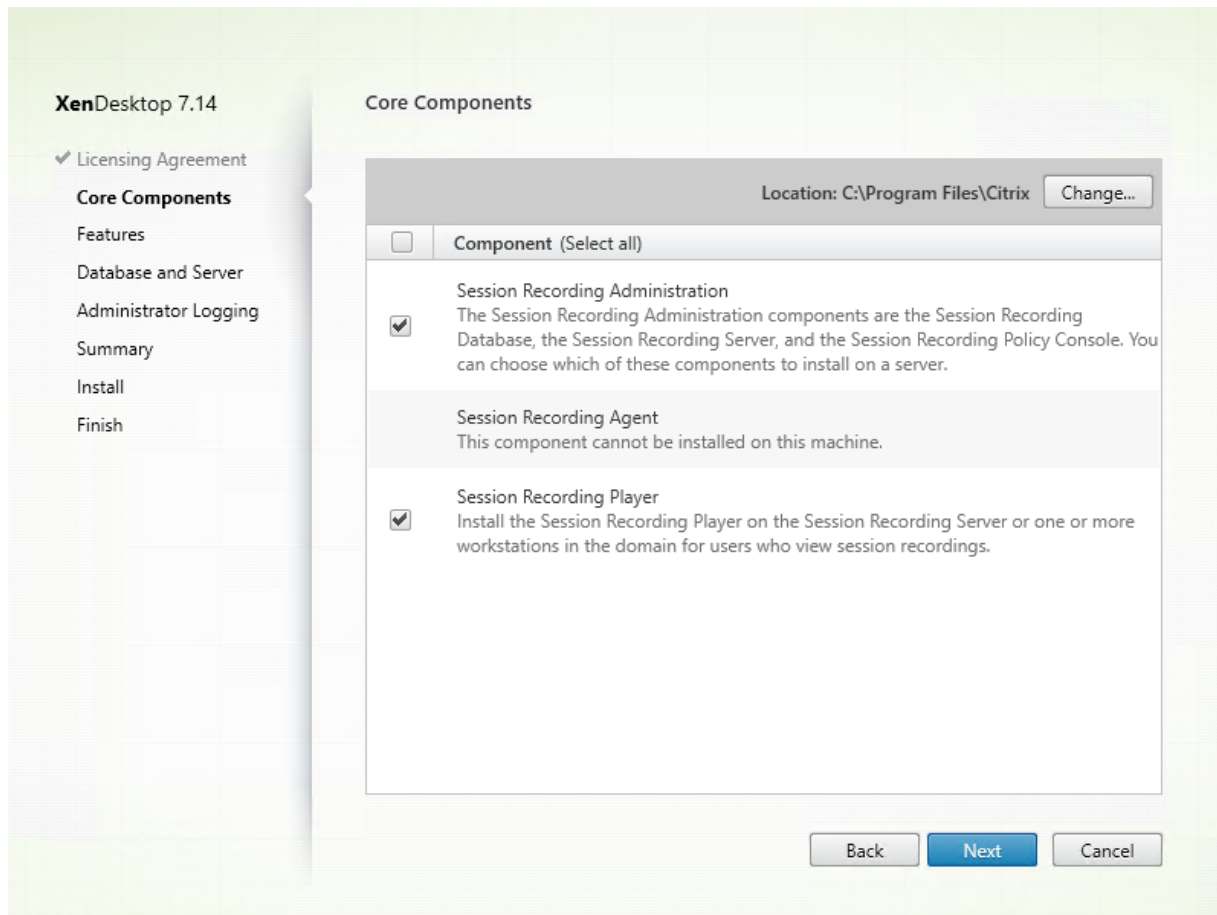 XenDesktop 7.14
Licensing Agreement
Core Components
Features
Database and Server
Administrator Logging
Summary
Install
Finish
Core Components
Location: C:\Program Files\Citrix
Change...
Component (Select all)
Session Recording Administration
The Session Recording Administration components are the Session Recording
Database, the Session Recording Server, and the Session Recording Policy Console. You
can choose which of these components to install on a server.
Session Recording Agent
This component cannot be installed on this machine.
Session Recording Player
Install the Session Recording Player on the Session Recording Server or one or more
workstations in the domain for users who view session recordings.
Back
Next
Cancel